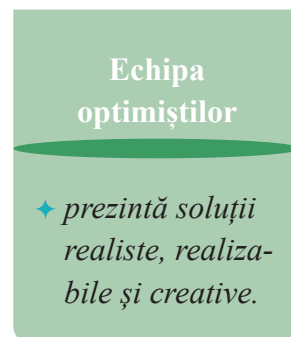 Echipa
optimiștilor
prezintă soluții
realiste, realiza-
bile și creative.